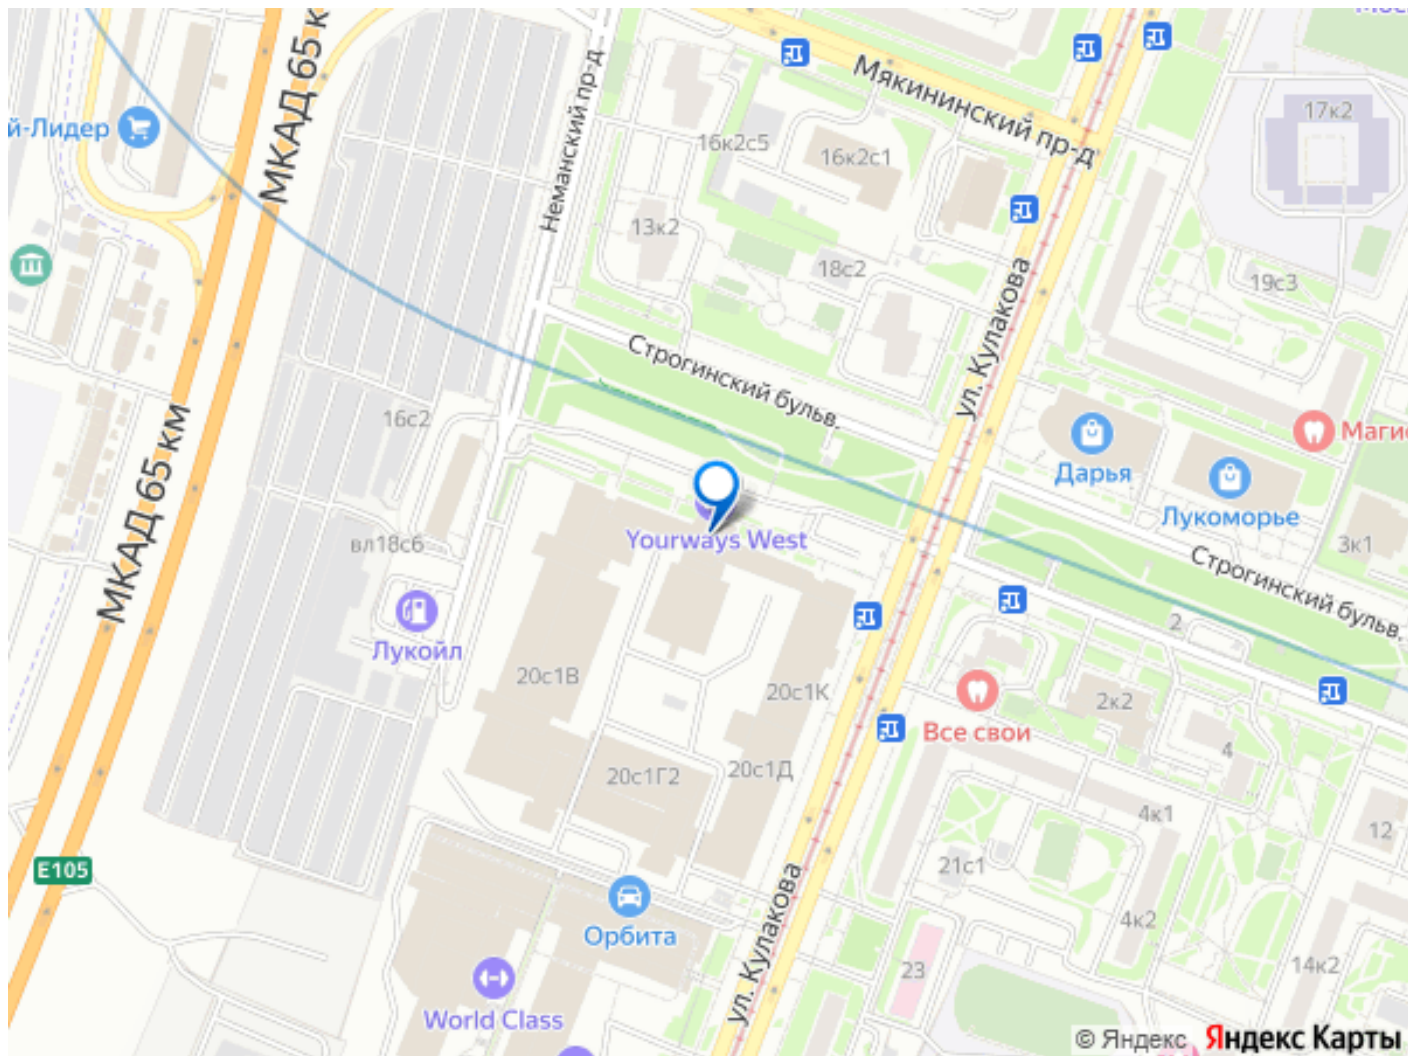 МКАД 65 к
й-Лидер
Неманский пр-д
Мякининский пр-д
17к2
16к2с5
16к2с1
13к2
18с2
19с3
ул. Кулакова
Строгинский бульв.
МКАД 65 км
16с2
Дарья
Лукоморье
Магис
вл18с6
Yourways West
3к1
Строгинский бульв.
2
Лукойл
20с1В
20с1К
Все свои
2к2
4
20с1Г2
20с1Д
4к1
12
E105
21с1
ул. Кулакова
4к2
Орбита
23
14к2
World Class
© Яндекс Яндекс Карты